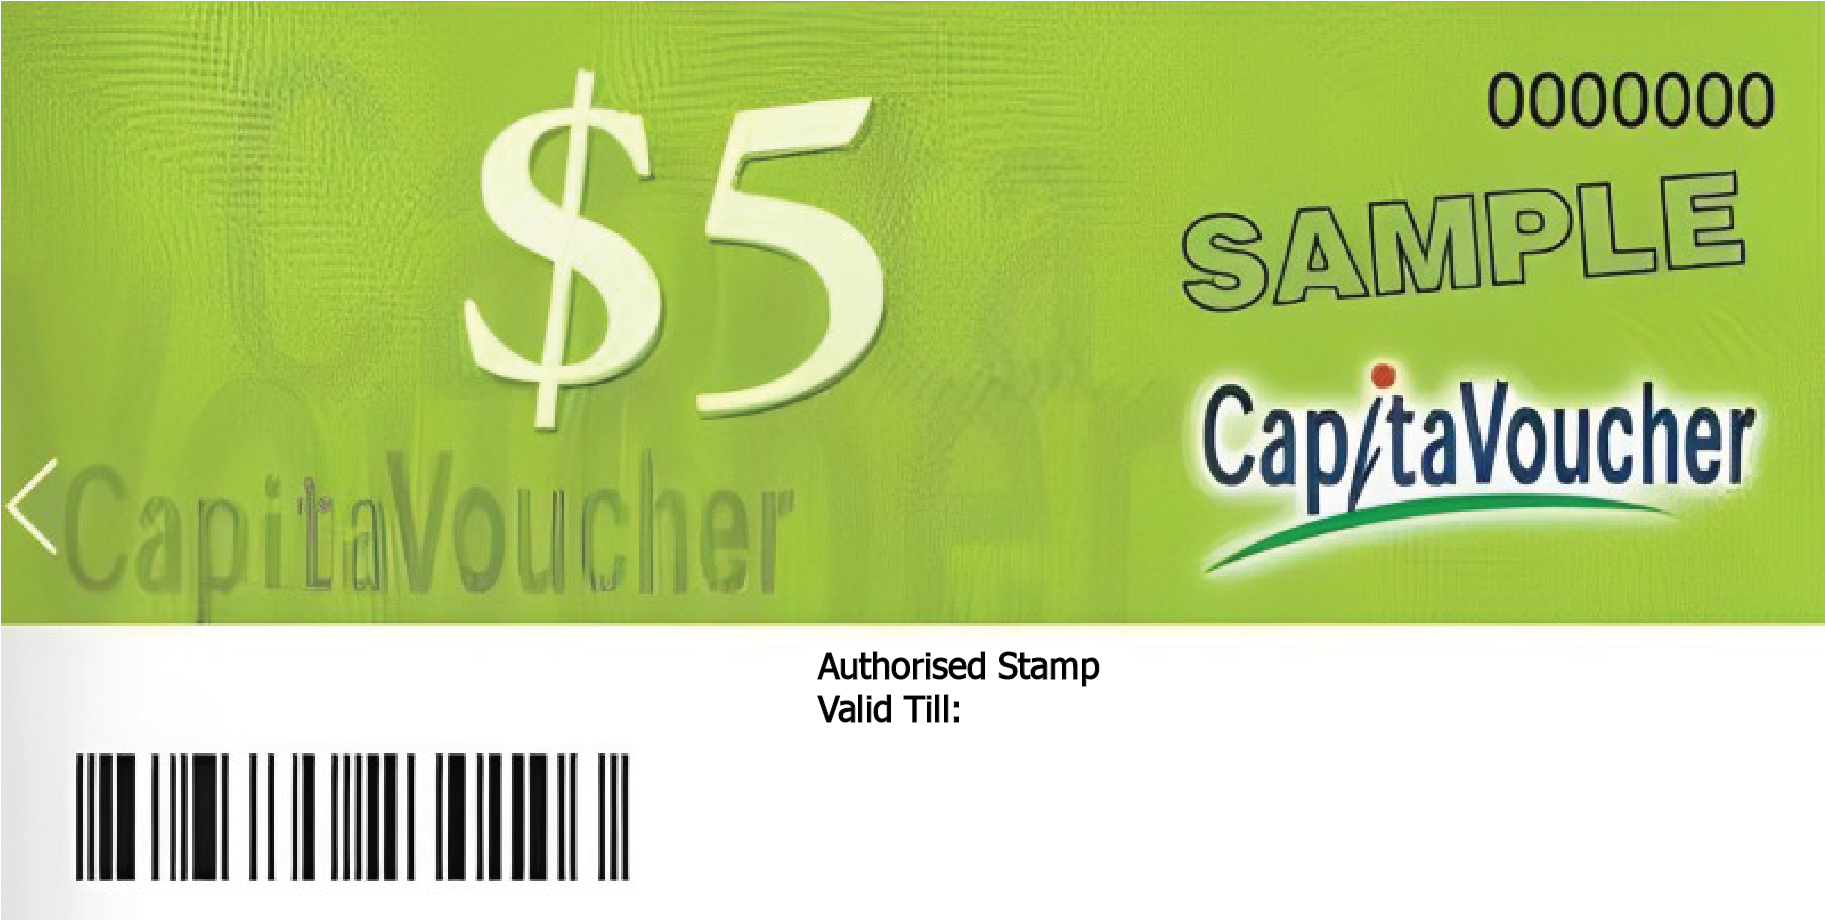 $5
0000000
SAMPLE
CapitaVoucher
CapitaVoucher
Authorised Stamp
Valid Till: